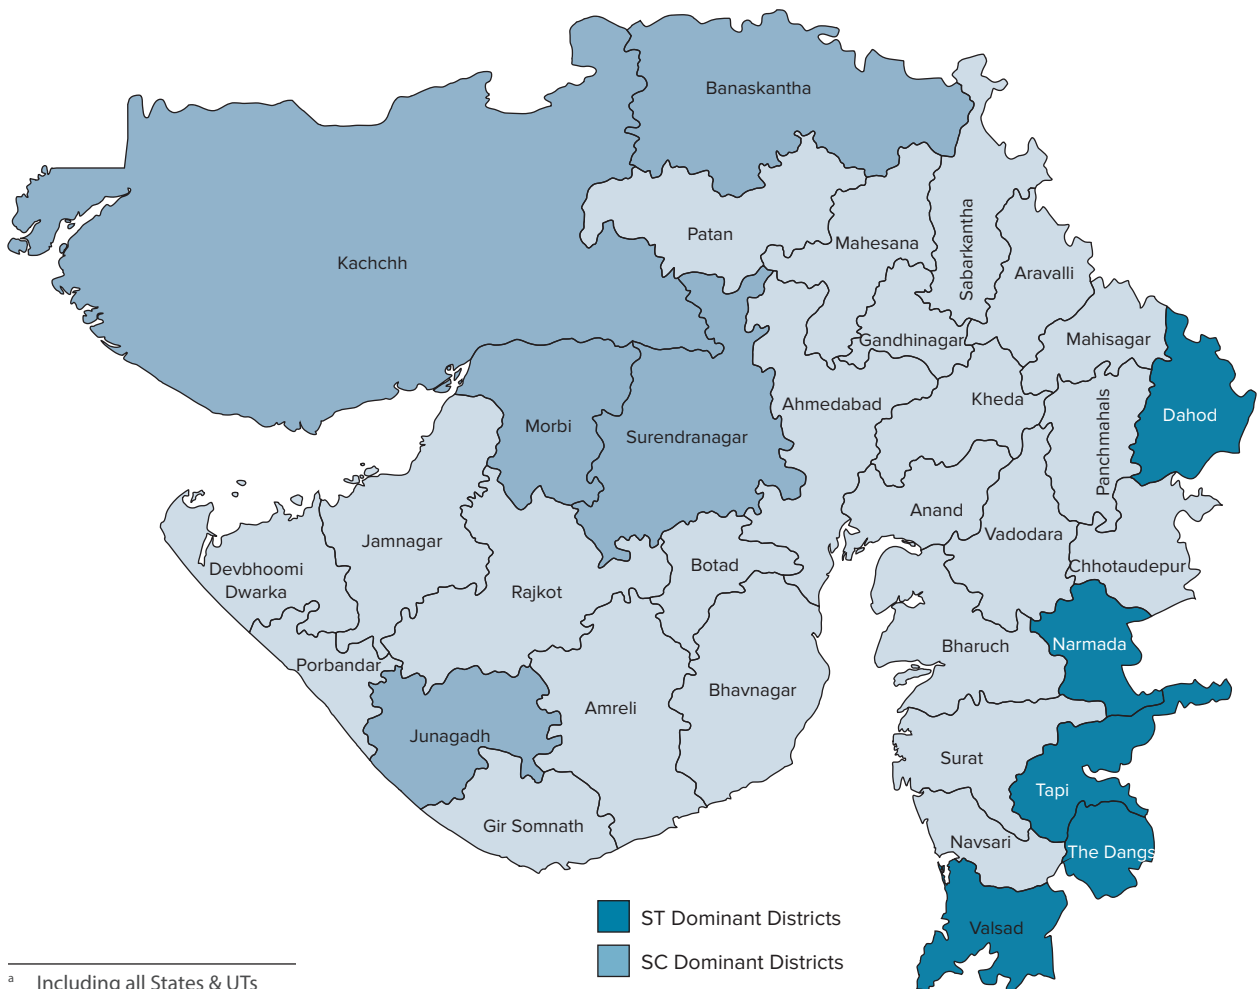 Banaskantha
Patan
Mahesana
Sabarkantha
Aravalli
Kachchh
Gandhinagar
Mahisagar
Dahod
Morbi
Surendranagar
Ahmedabad
Kheda
Panchmahals
Anand
Vadodara
Chhotaudepur
Jamnagar
Devbhoomi
Dwarka
Rajkot
Botad
Porbandar
Bharuch
Narmada
Junagadh
Amreli
Bhavnagar
Surat
Tapi
Gir Somnath
Navsari
The Dangs
Valsad
ST Dominant Districts
SC Dominant Districts
a Including all States & UTs